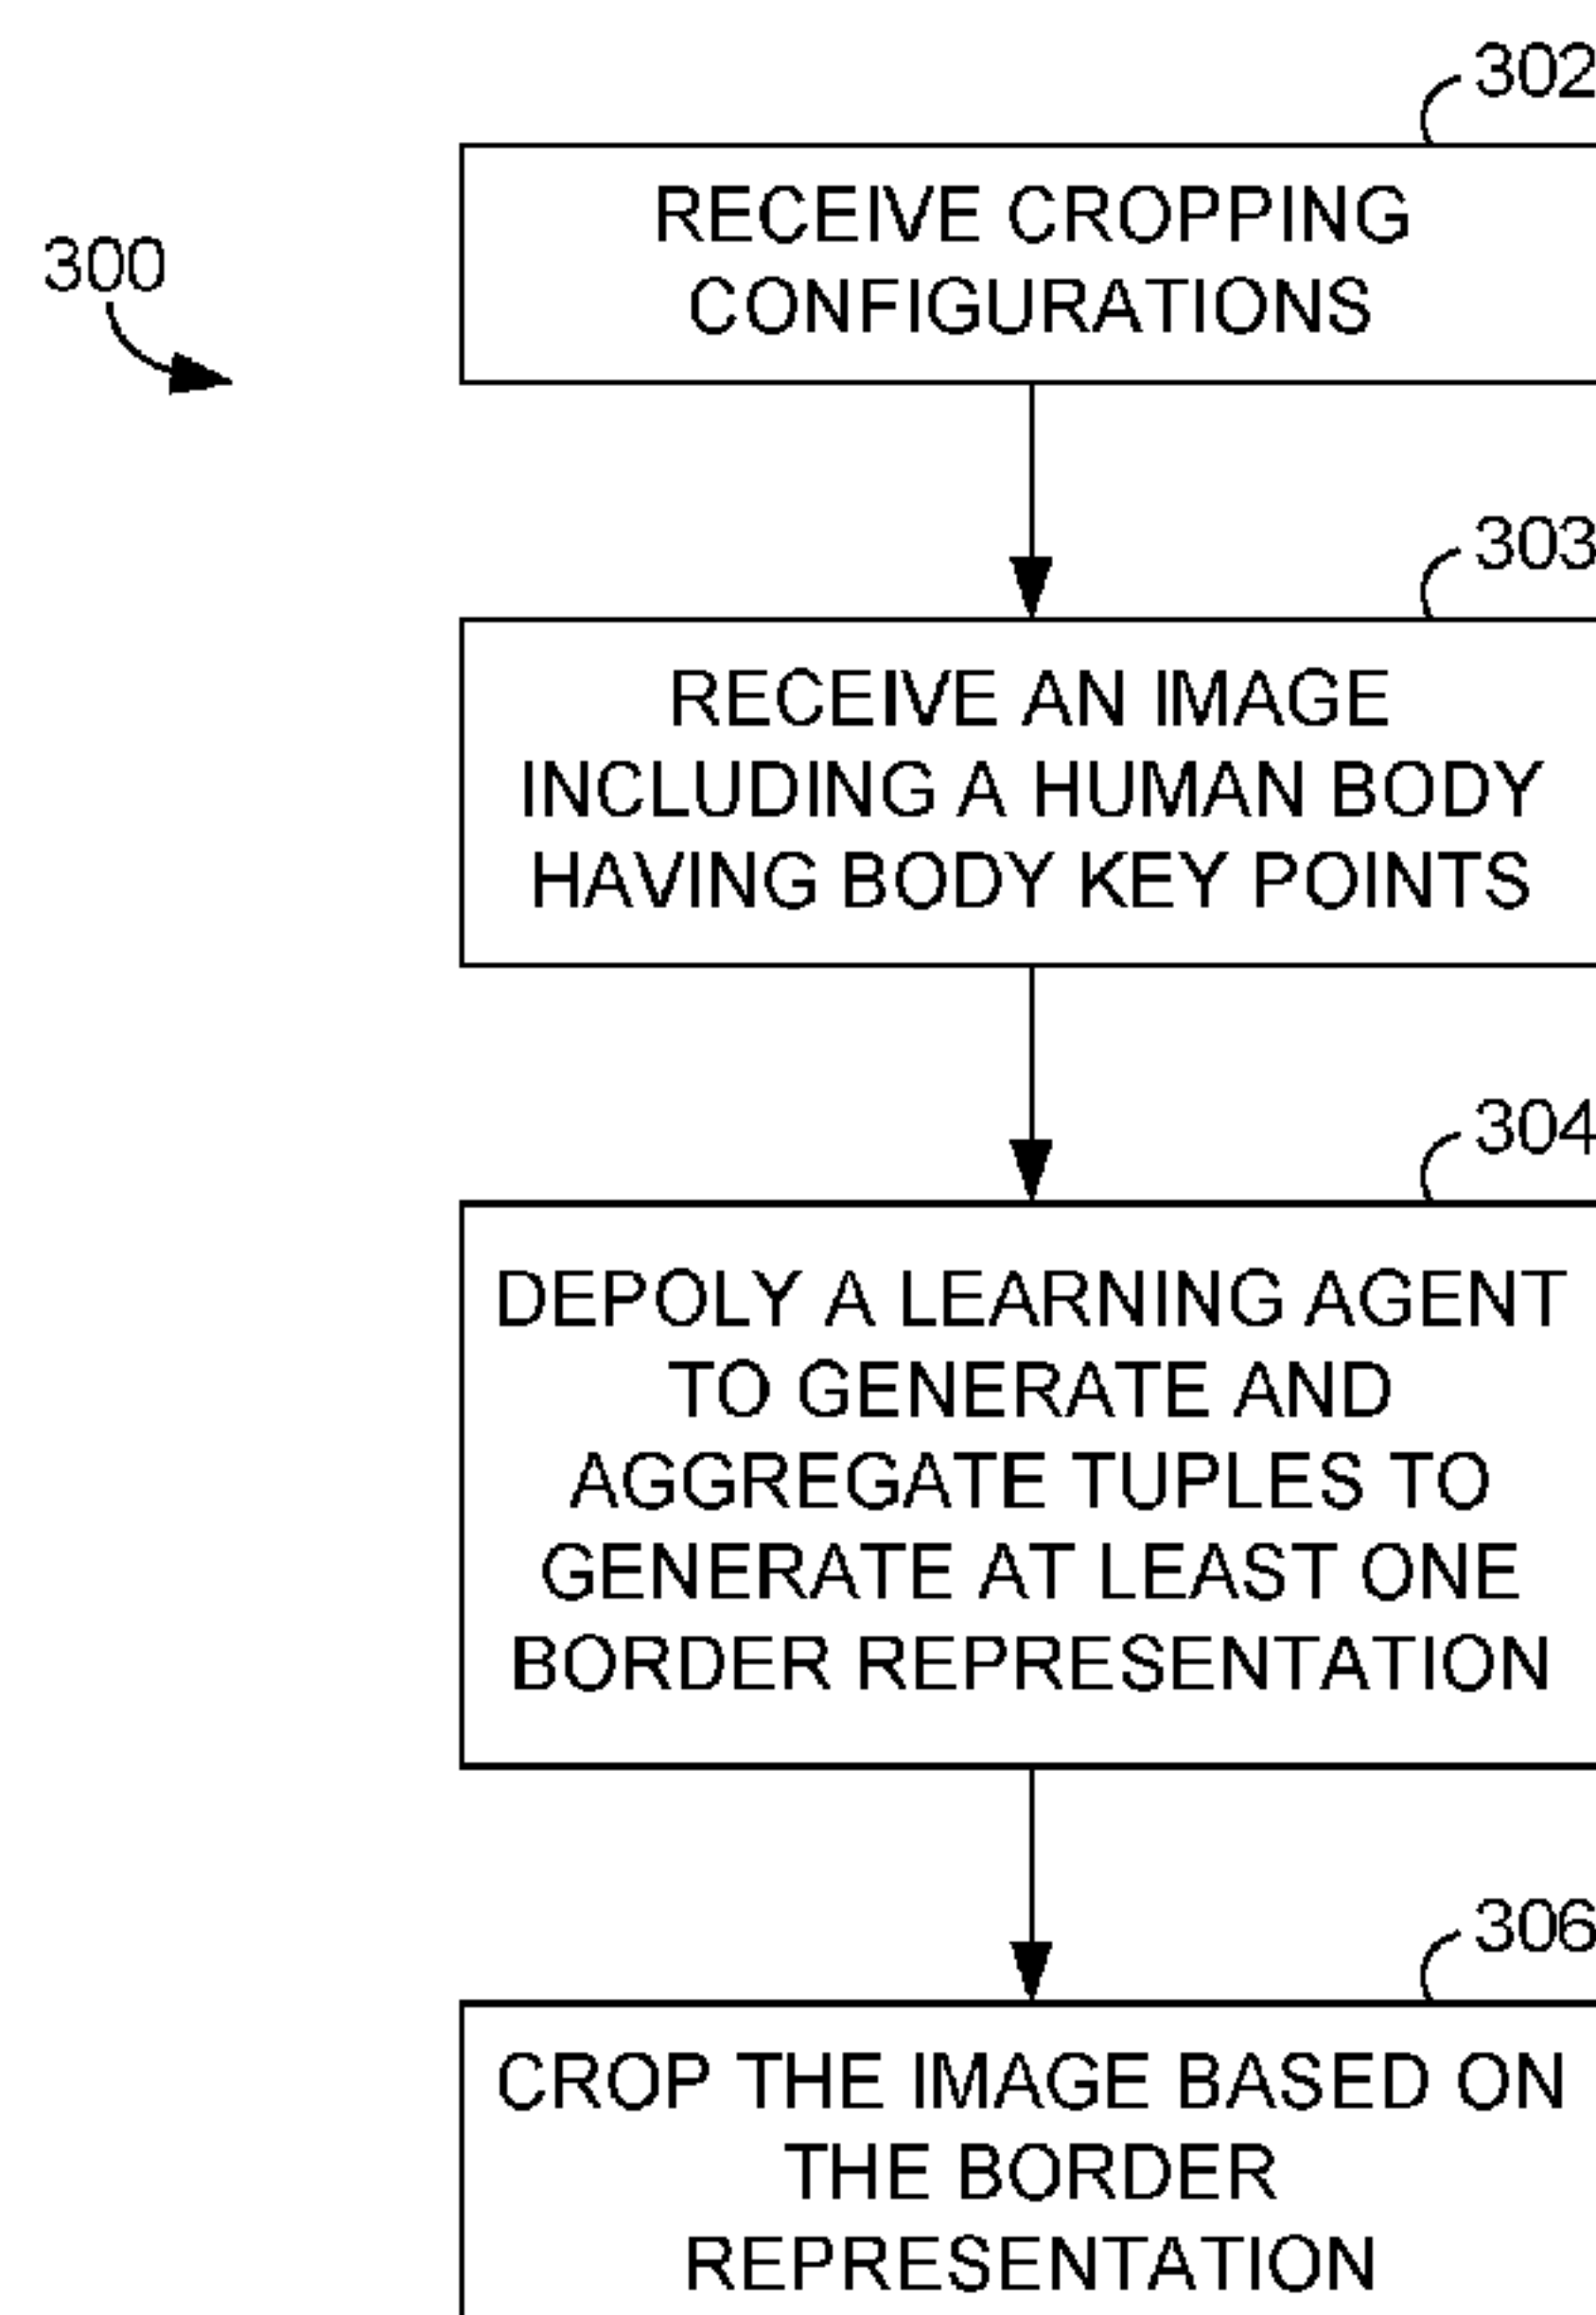 302
RECEIVE CROPPING
CONFIGURATIONS
300
303
RECEIVE AN IMAGE
INCLUDING A HUMAN BODY
HAVING BODY KEY POINTS
304
DEPOLY A LEARNING AGENT
TO GENERATE AND
AGGREGATE TUPLES TO
GENERATE AT LEAST ONE
BORDER REPRESENTATION
306
CROP THE IMAGE BASED ON
THE BORDER
REPRESENTATION